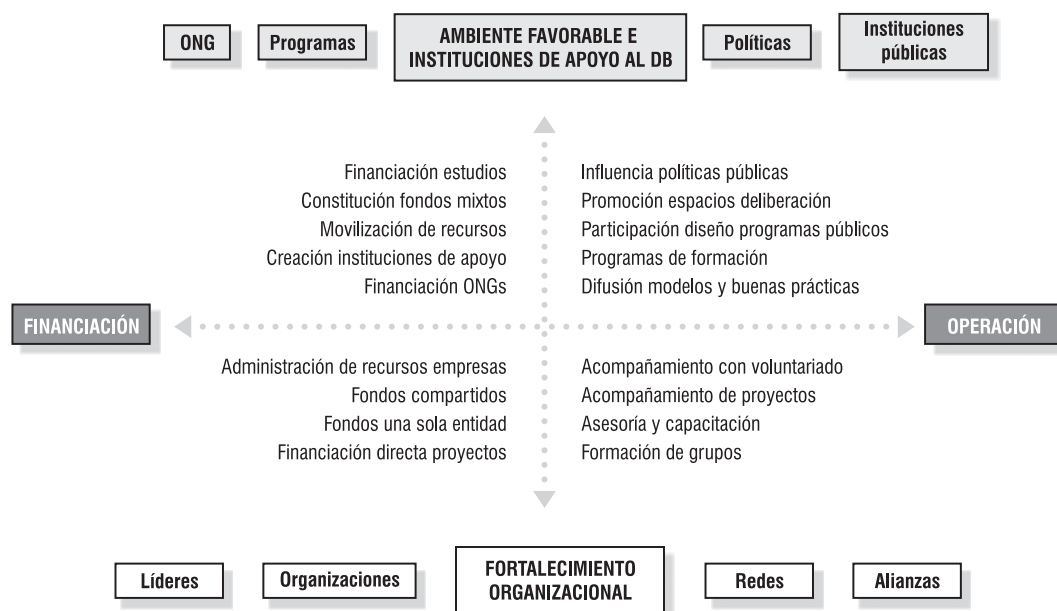 ONG
Programas
AMBIENTE FAVORABLE E
INSTITUCIONES DE APOYO AL DB
Políticas
Instituciones
públicas
Financiación estudios
Constitución fondos mixtos
Movilización de recursos
Creación instituciones de apoyo
Financiación ONGs
Influencia políticas públicas
Promoción espacios deliberación
Participación diseño programas públicos
Programas de formación
Difusión modelos y buenas prácticas
FINANCIACIÓN
OPERACIÓN
Administración de recursos empresas
Fondos compartidos
Fondos una sola entidad
Financiación directa proyectos
Acompañamiento con voluntariado
Acompañamiento de proyectos
Asesoría y capacitación
Formación de grupos
Líderes
Organizaciones
FORTALECIMIENTO
ORGANIZACIONAL
Redes
Alianzas